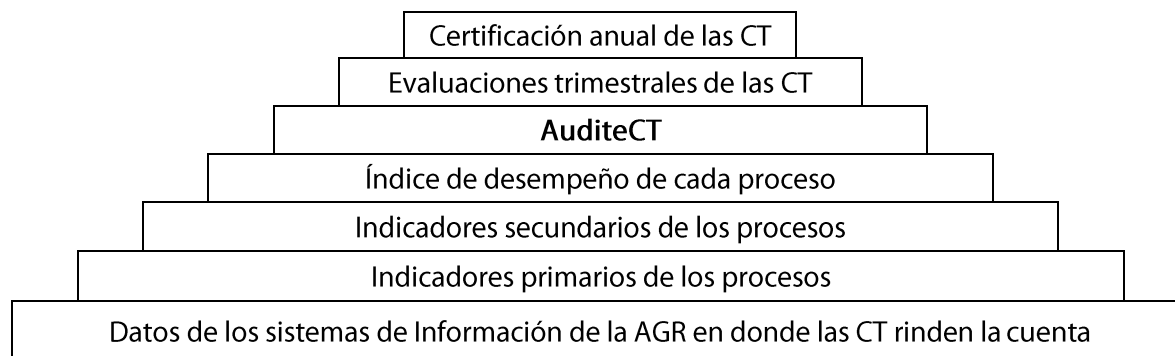 Certificación anual de las CT
Evaluaciones trimestrales de las CT
AuditeCT
Índice de desempeño de cada proceso
Indicadores secundarios de los procesos
Indicadores primarios de los procesos
Datos de los sistemas de Información de la AGR en donde las CT rinden la cuenta